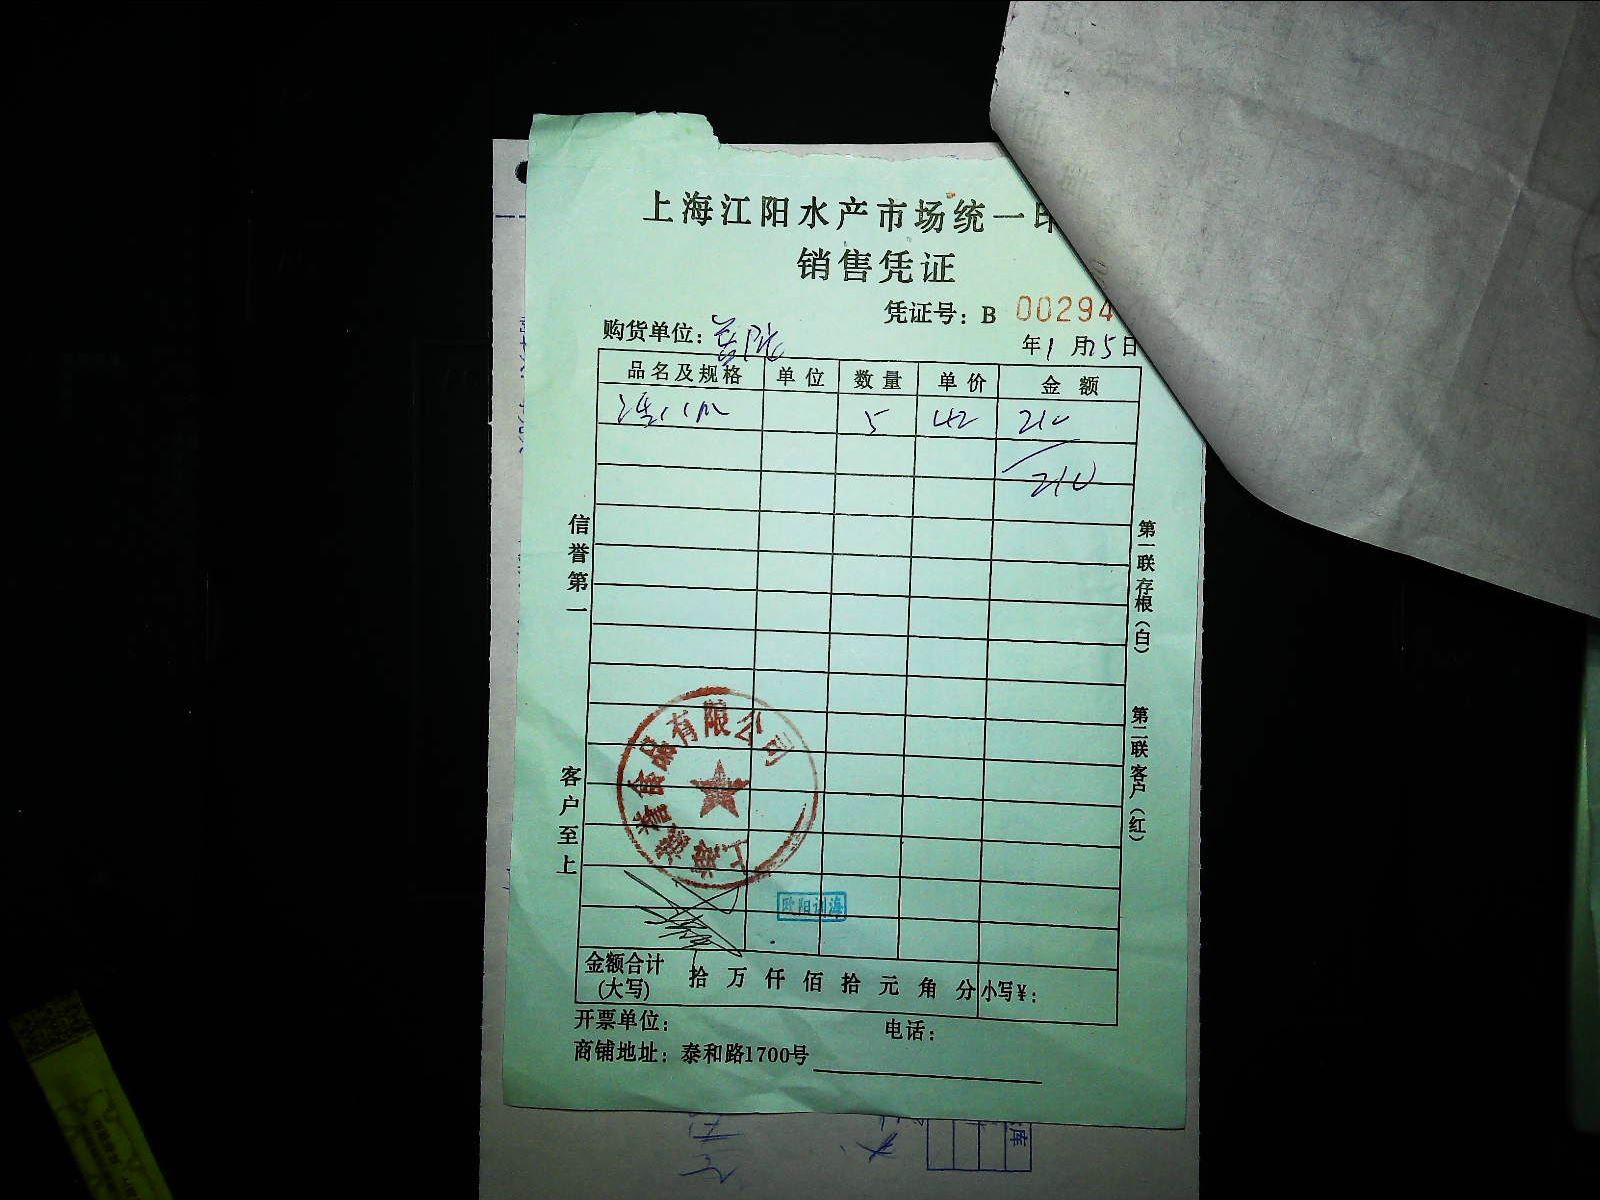 上海江阳水产市场统一印
销售凭证
凭证号：B 00294
购货单位：
年1月25日
品名及规格 单位 数量 单价 金额
5 42 210
210
信誉第一
客户至上
第一联存根（白）
第二联客户（红）
食品有限公司
欧阳训海
金额合计（大写） 拾万仟佰拾元角分 小写¥：
开票单位： 电话：
商铺地址：泰和路1700号
库